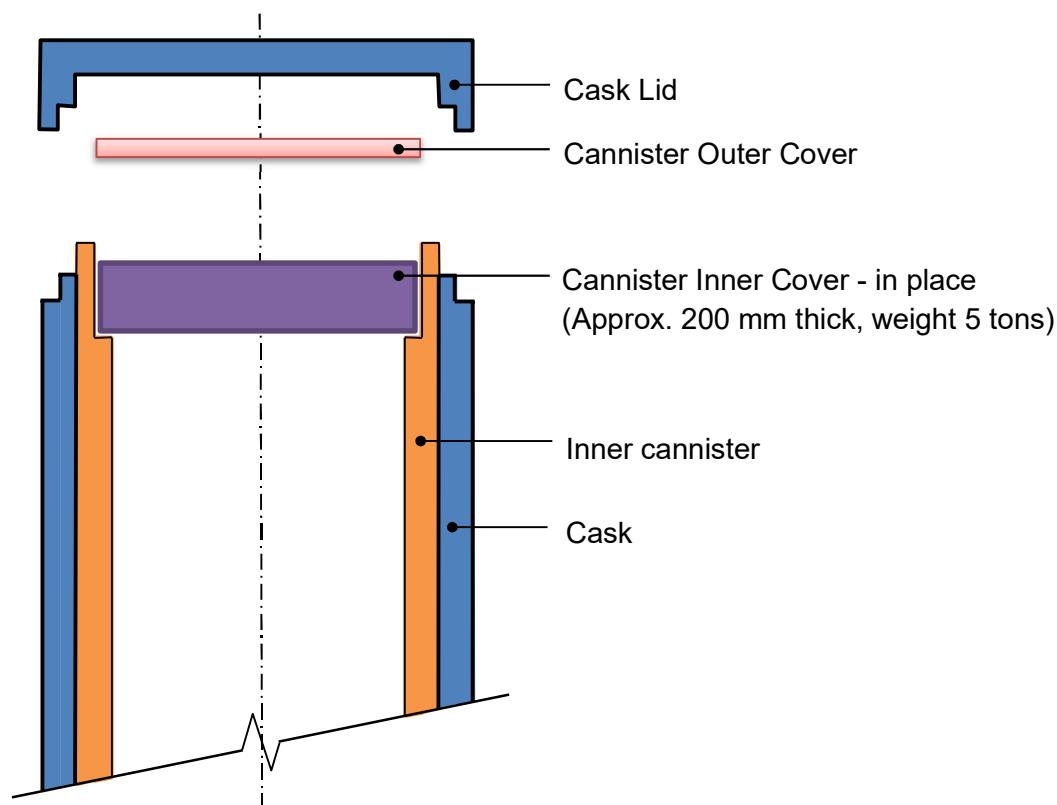 Cask Lid
Cannister Outer Cover
Cannister Inner Cover - in place
(Approx. 200 mm thick, weight 5 tons)
Inner cannister
Cask